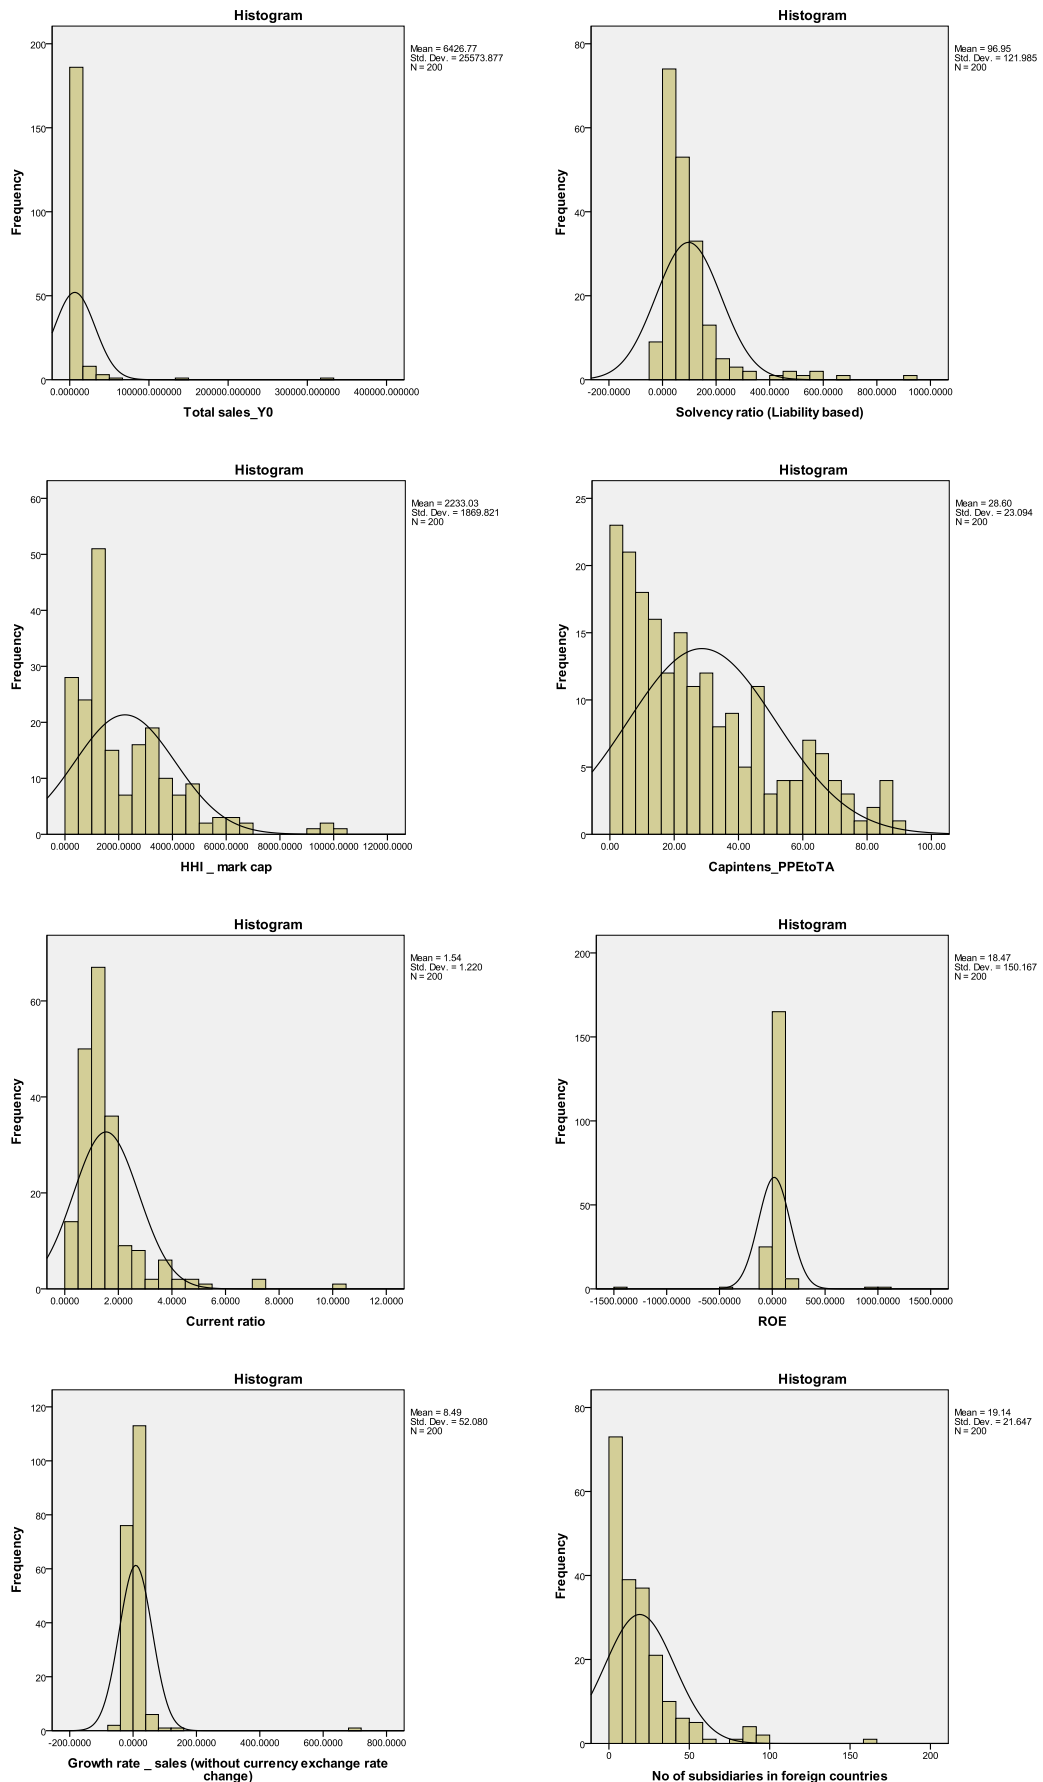 Histogram
Mean = 6426.77
Std. Dev. = 25573.877
N = 200
200
150
100
50
0
Frequency
0.000000 100000.000000 200000.000000 300000.000000 400000.000000
Total sales_Y0
Histogram
Mean = 96.95
Std. Dev. = 121.985
N = 200
80
60
40
20
0
Frequency
-200.0000 0.0000 200.0000 400.0000 600.0000 800.0000 1000.0000
Solvency ratio (Liability based)
Histogram
Mean = 2233.03
Std. Dev. = 1869.821
N = 200
60
50
40
30
20
10
0
Frequency
0.0000 2000.0000 4000.0000 6000.0000 8000.0000 10000.0000 12000.0000
HHI _ mark cap
Histogram
Mean = 28.60
Std. Dev. = 23.094
N = 200
25
20
15
10
5
0
Frequency
0.00 20.00 40.00 60.00 80.00 100.00
Capintens_PPEtoTA
Histogram
Mean = 1.54
Std. Dev. = 1.220
N = 200
60
40
20
0
Frequency
0.0000 2.0000 4.0000 6.0000 8.0000 10.0000 12.0000
Current ratio
Histogram
Mean = 18.47
Std. Dev. = 150.167
N = 200
200
150
100
50
0
Frequency
-1500.0000 -1000.0000 -500.0000 0.0000 500.0000 1000.0000 1500.0000
ROE
Histogram
Mean = 8.49
Std. Dev. = 52.080
N = 200
120
100
80
60
40
20
0
Frequency
-200.0000 0.0000 200.0000 400.0000 600.0000 800.0000
Growth rate _ sales (without currency exchange rate
change)
Histogram
Mean = 19.14
Std. Dev. = 21.647
N = 200
80
60
40
20
0
Frequency
0 50 100 150 200
No of subsidiaries in foreign countries